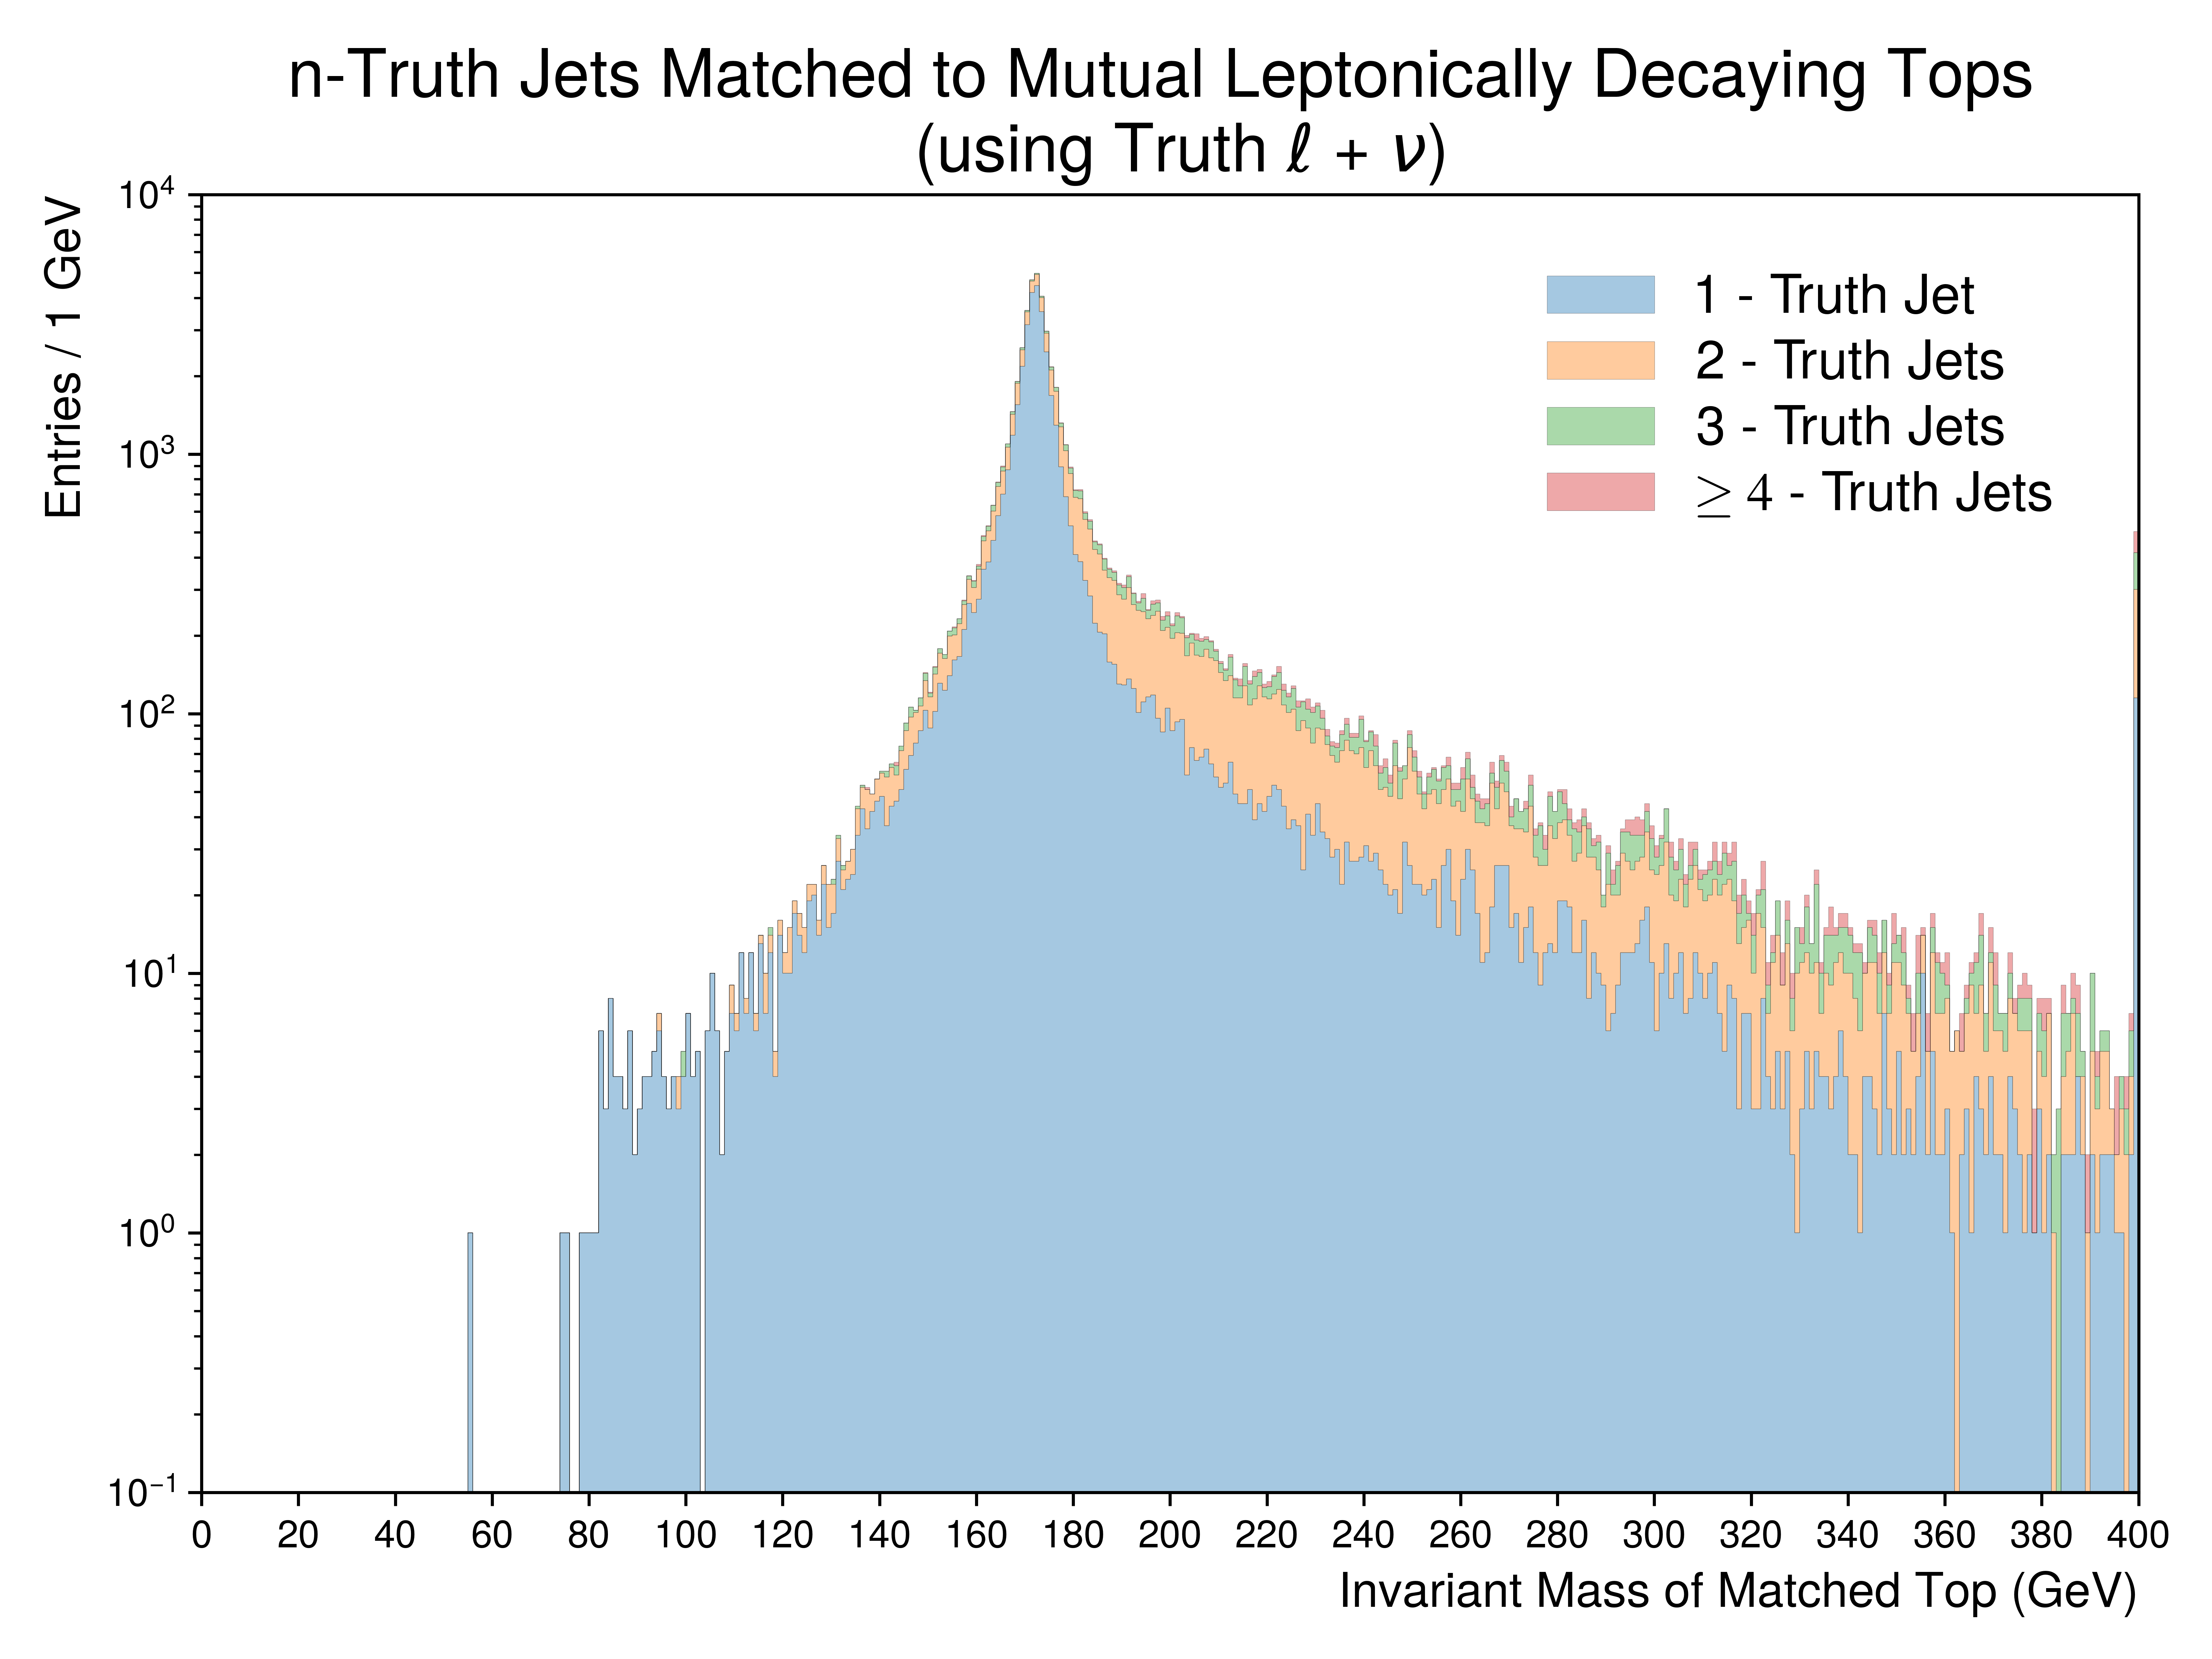 n-Truth Jets Matched to Mutual Leptonically Decaying Tops
(using Truth ℓ + ν)
Entries / 1 GeV
10⁴
10³
10²
10¹
10⁰
10⁻¹
1 - Truth Jet
2 - Truth Jets
3 - Truth Jets
≥ 4 - Truth Jets
0 20 40 60 80 100 120 140 160 180 200 220 240 260 280 300 320 340 360 380 400
Invariant Mass of Matched Top (GeV)